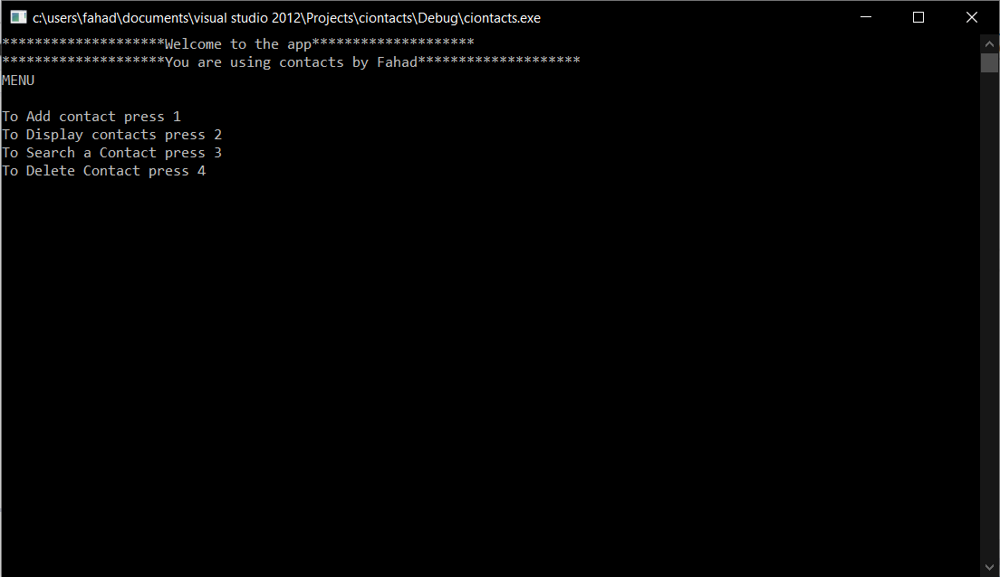 c:\users\fahad\documents\visual studio 2012\Projects\ciontacts\Debug\ciontacts.exe
********************Welcome to the app********************
********************You are using contacts by Fahad********************
MENU
To Add contact press 1
To Display contacts press 2
To Search a Contact press 3
To Delete Contact press 4